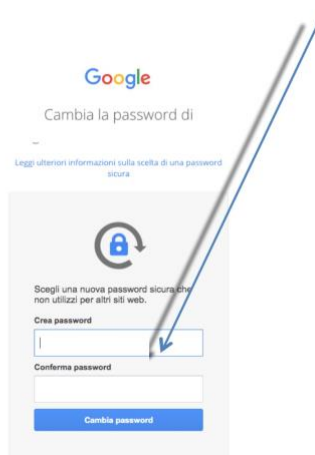 Google
Cambia la password di
Leggi ulteriori informazioni sulla scelta di una password
sicura
Scegli una nuova password sicura che
non utilizzi per altri siti web.
Crea password
Conferma password
Cambia password